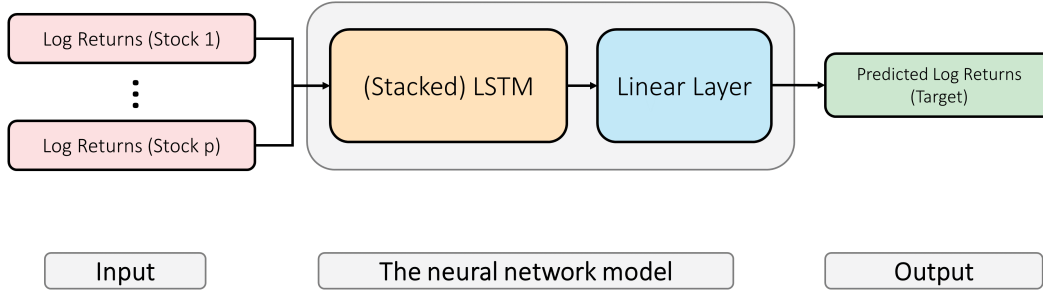 Log Returns (Stock 1)
Log Returns (Stock p)
(Stacked) LSTM
Linear Layer
Predicted Log Returns
(Target)
Input
The neural network model
Output